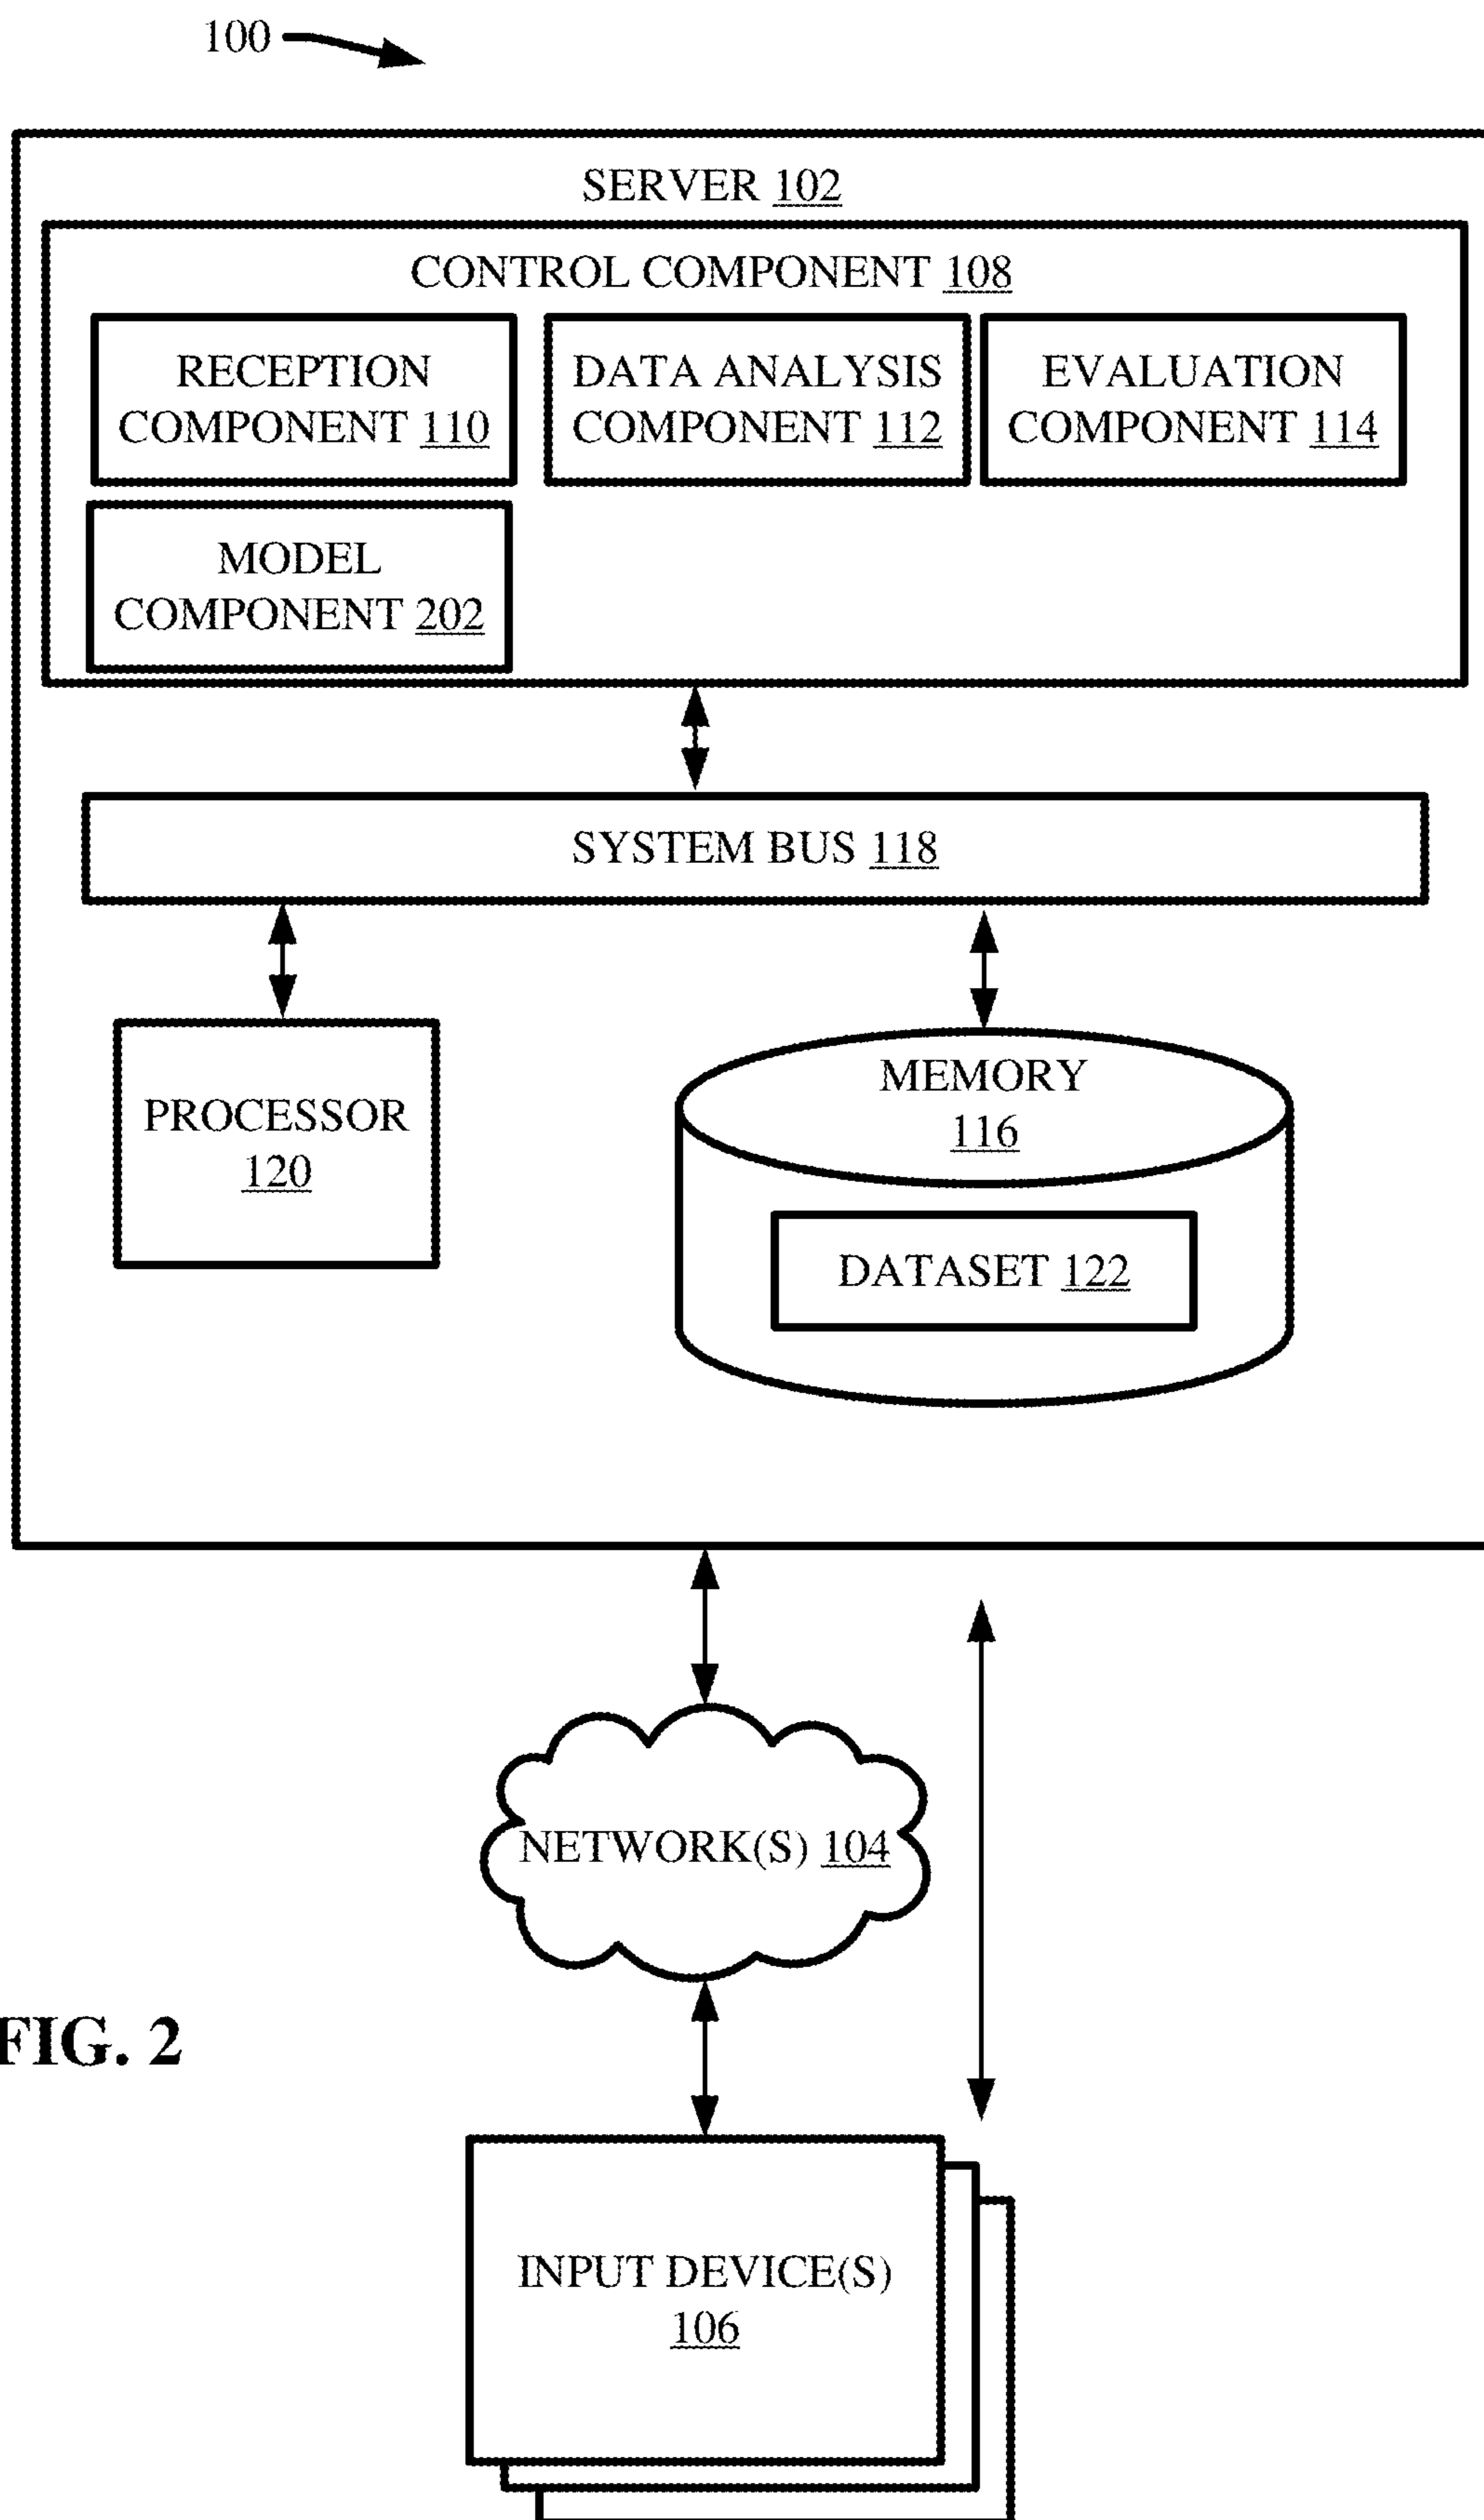 100
SERVER 102
CONTROL COMPONENT 108
RECEPTION
COMPONENT 110
DATA ANALYSIS
COMPONENT 112
EVALUATION
COMPONENT 114
MODEL
COMPONENT 202
SYSTEM BUS 118
PROCESSOR
120
MEMORY
116
DATASET 122
NETWORK(S) 104
FIG. 2
INPUT DEVICE(S)
106